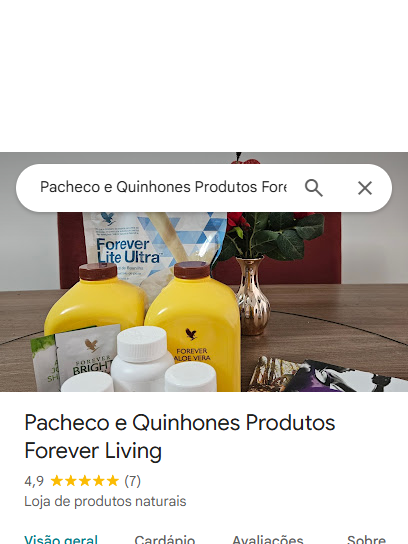 Pacheco e Quinhones Produtos Fore
Forever
Lite Ultra
FOREVER
BRIGHT
FOREVER
ALOE VERA
Pacheco e Quinhones Produtos
Forever Living
4,9 ★★★★★ (7)
Loja de produtos naturais
Visão geral Cardápio Avaliações Sobre